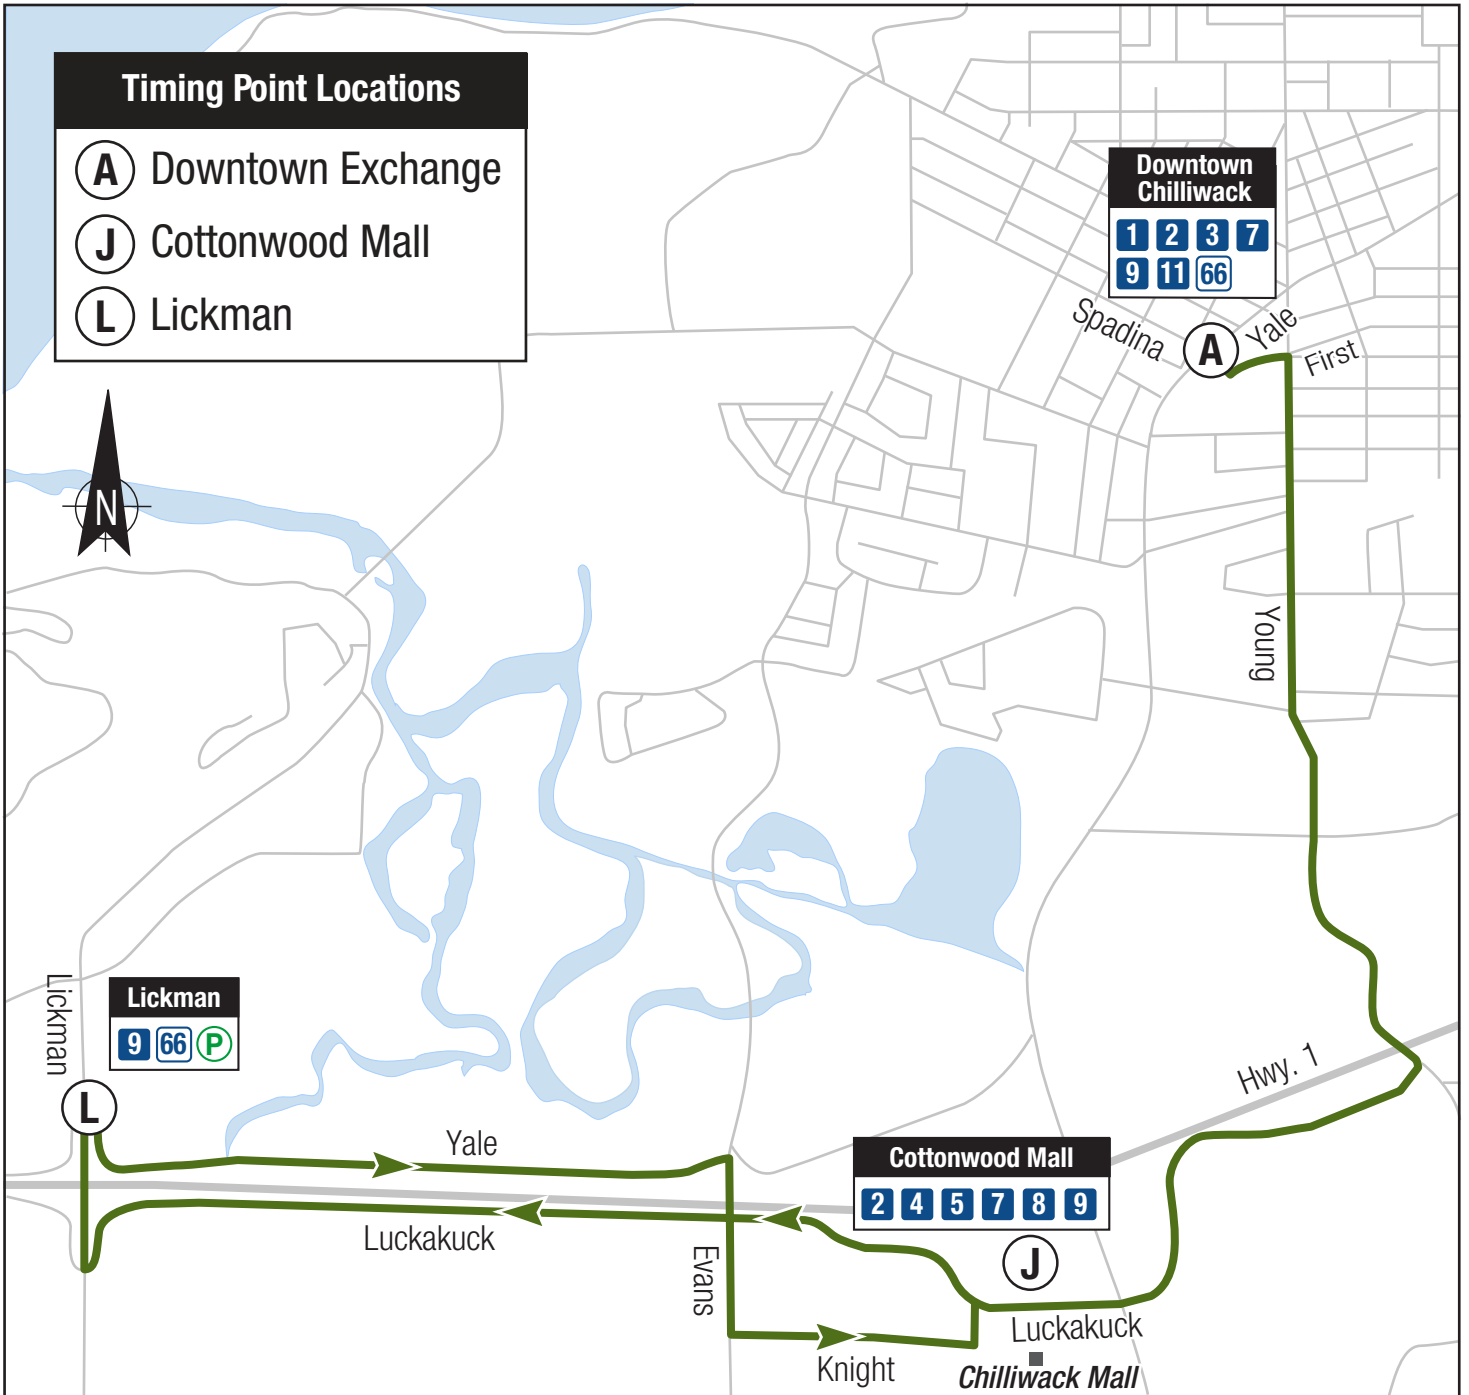 Timing Point Locations
A Downtown Exchange
J Cottonwood Mall
L Lickman
N
Downtown
Chilliwack
1 2 3 7
9 11 66
Spadina
A
Yale
First
Young
Lickman
Lickman
9 66 P
L
Hwy. 1
Yale
Cottonwood Mall
2 4 5 7 8 9
Luckakuck
Evans
J
Luckakuck
Knight
Chilliwack Mall